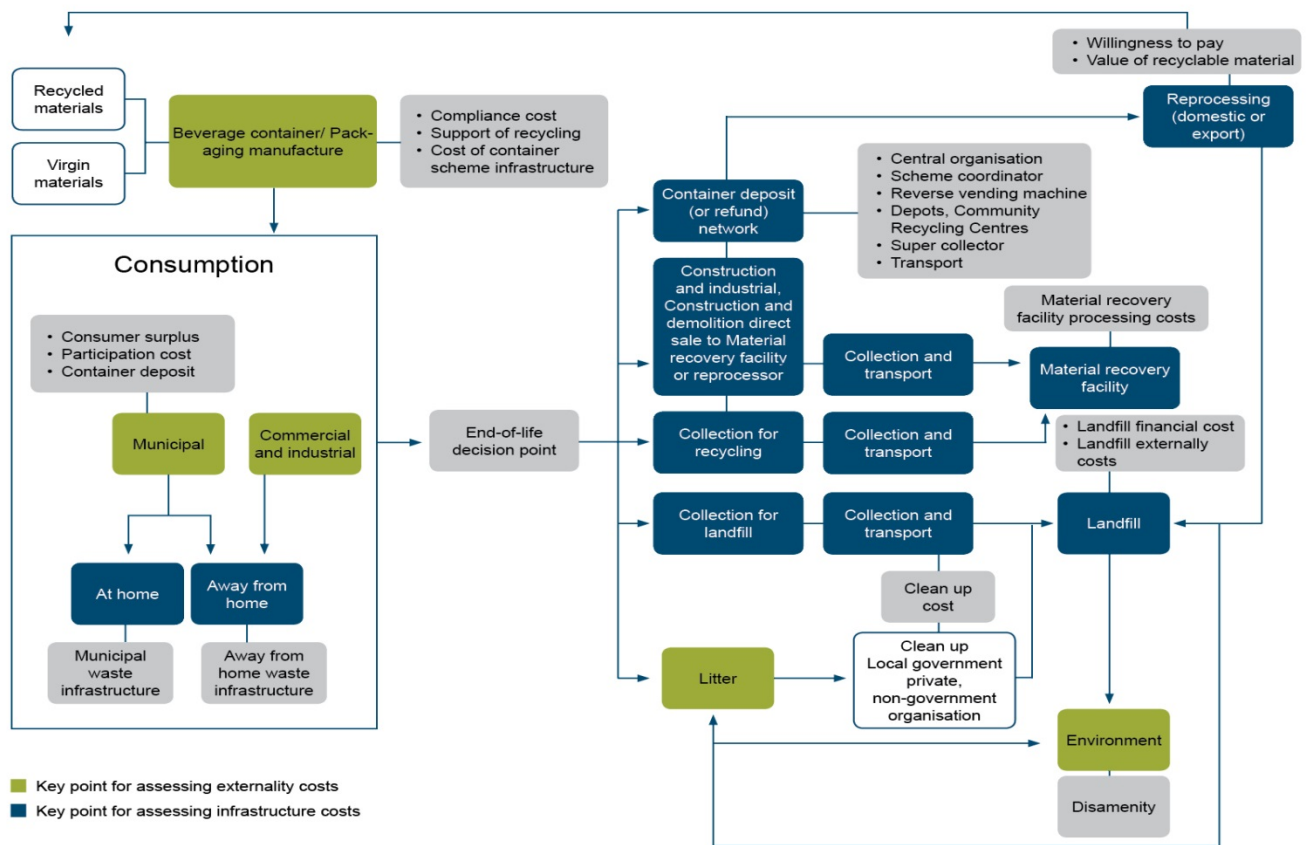 • Willingness to pay
• Value of recyclable material
Recycled
materials
Virgin
materials
Beverage container/ Pack-
aging manufacture
• Compliance cost
• Support of recycling
• Cost of container
scheme infrastructure
Reprocessing
(domestic or
export)
Container deposit
(or refund)
network
• Central organisation
• Scheme coordinator
• Reverse vending machine
• Depots, Community
Recycling Centres
• Super collector
• Transport
Consumption
• Consumer surplus
• Participation cost
• Container deposit
Municipal
Commercial
and industrial
At home
Away from
home
Municipal
waste
infrastructure
Away from
home waste
infrastructure
End-of-life
decision point
Construction
and industrial,
Construction and
demolition direct
sale to Material
recovery facility
or reprocessor
Collection and
transport
Material recovery
facility processing costs
Material recovery
facility
Collection for
recycling
Collection and
transport
• Landfill financial cost
• Landfill externally
costs
Collection for
landfill
Collection and
transport
Landfill
Clean up
cost
Litter
Clean up
Local government
private,
non-government
organisation
Environment
Disamenity
Key point for assessing externality costs
Key point for assessing infrastructure costs